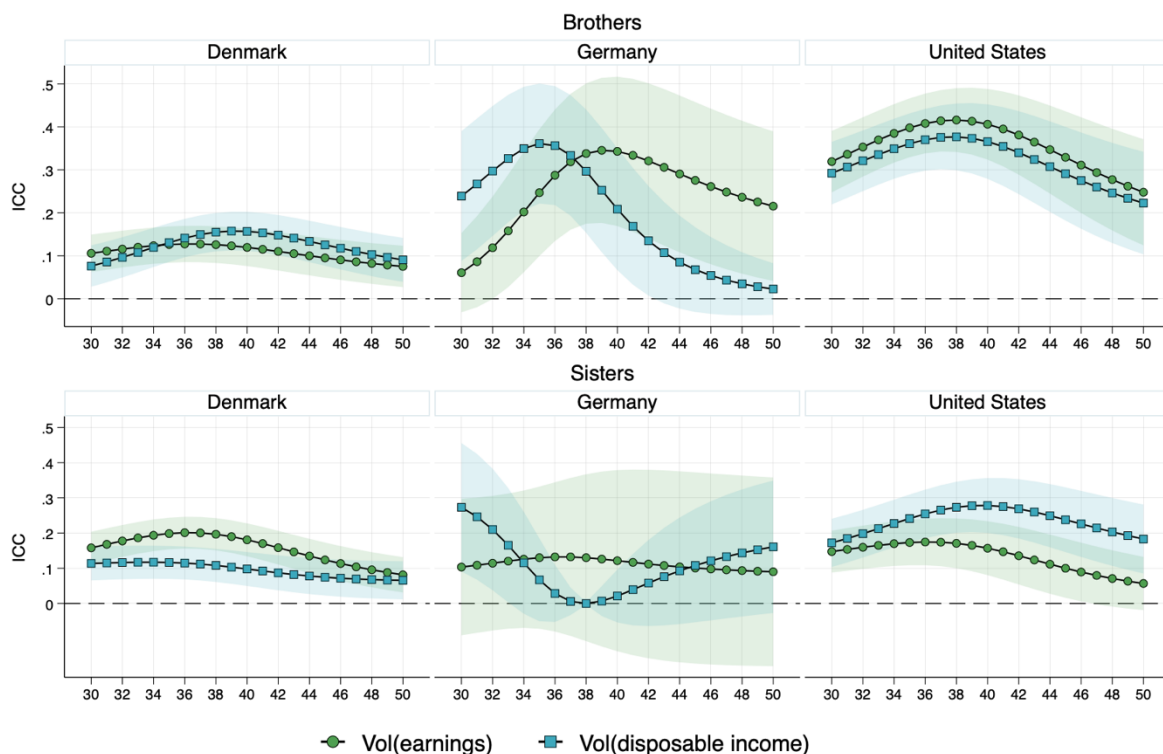 Brothers
Denmark Germany United States
.5
.4
.3
.2
.1
0
ICC
30 32 34 36 38 40 42 44 46 48 50 30 32 34 36 38 40 42 44 46 48 50 30 32 34 36 38 40 42 44 46 48 50
Sisters
Denmark Germany United States
.5
.4
.3
.2
.1
0
ICC
30 32 34 36 38 40 42 44 46 48 50 30 32 34 36 38 40 42 44 46 48 50 30 32 34 36 38 40 42 44 46 48 50
Vol(earnings) Vol(disposable income)